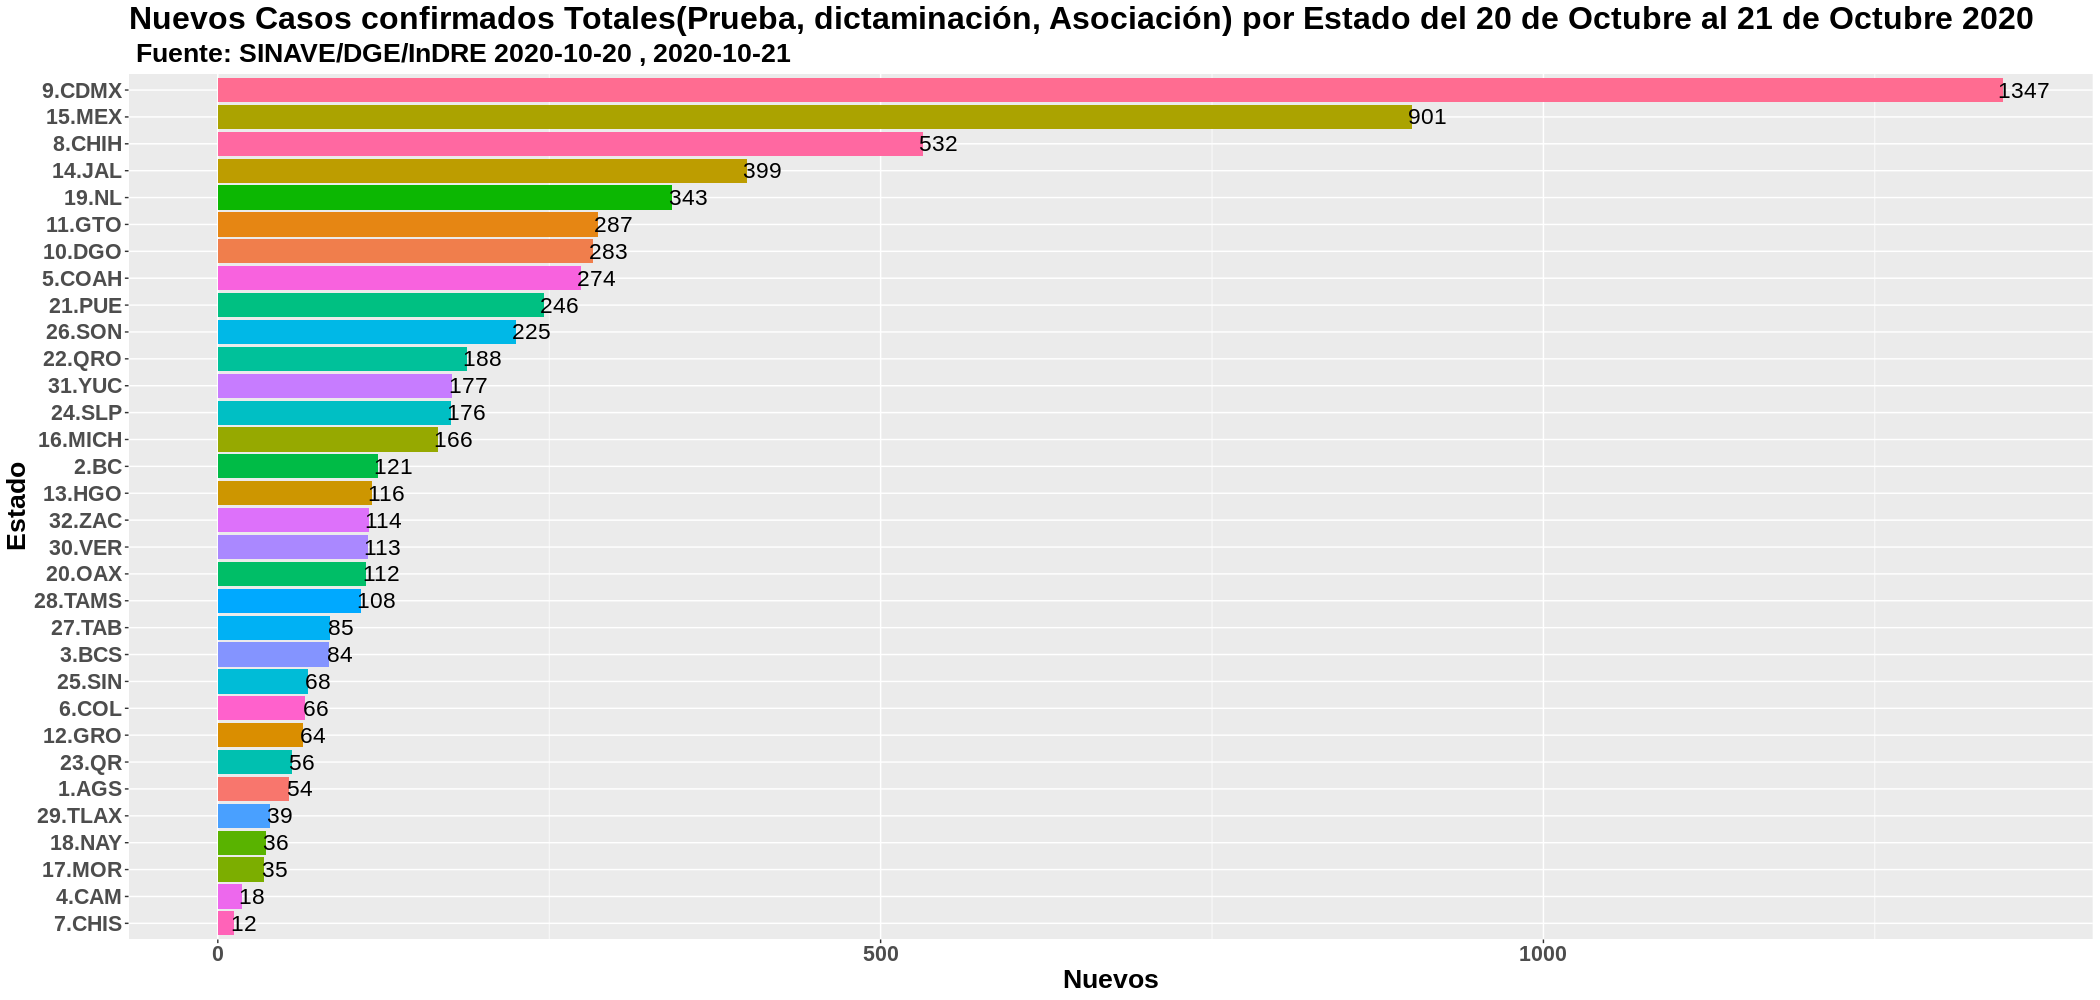 Nuevos Casos confirmados Totales(Prueba, dictaminación, Asociación) por Estado del 20 de Octubre al 21 de Octubre 2020
Fuente: SINAVE/DGE/InDRE 2020-10-20 , 2020-10-21
Estado
9.CDMX 1347
15.MEX 901
8.CHIH 532
14.JAL 399
19.NL 343
11.GTO 287
10.DGO 283
5.COAH 274
21.PUE 246
26.SON 225
22.QRO 188
31.YUC 177
24.SLP 176
16.MICH 166
2.BC 121
13.HGO 116
32.ZAC 114
30.VER 113
20.OAX 112
28.TAMS 108
27.TAB 85
3.BCS 84
25.SIN 68
6.COL 66
12.GRO 64
23.QR 56
1.AGS 54
29.TLAX 39
18.NAY 36
17.MOR 35
4.CAM 18
7.CHIS 12
0 500 1000
Nuevos